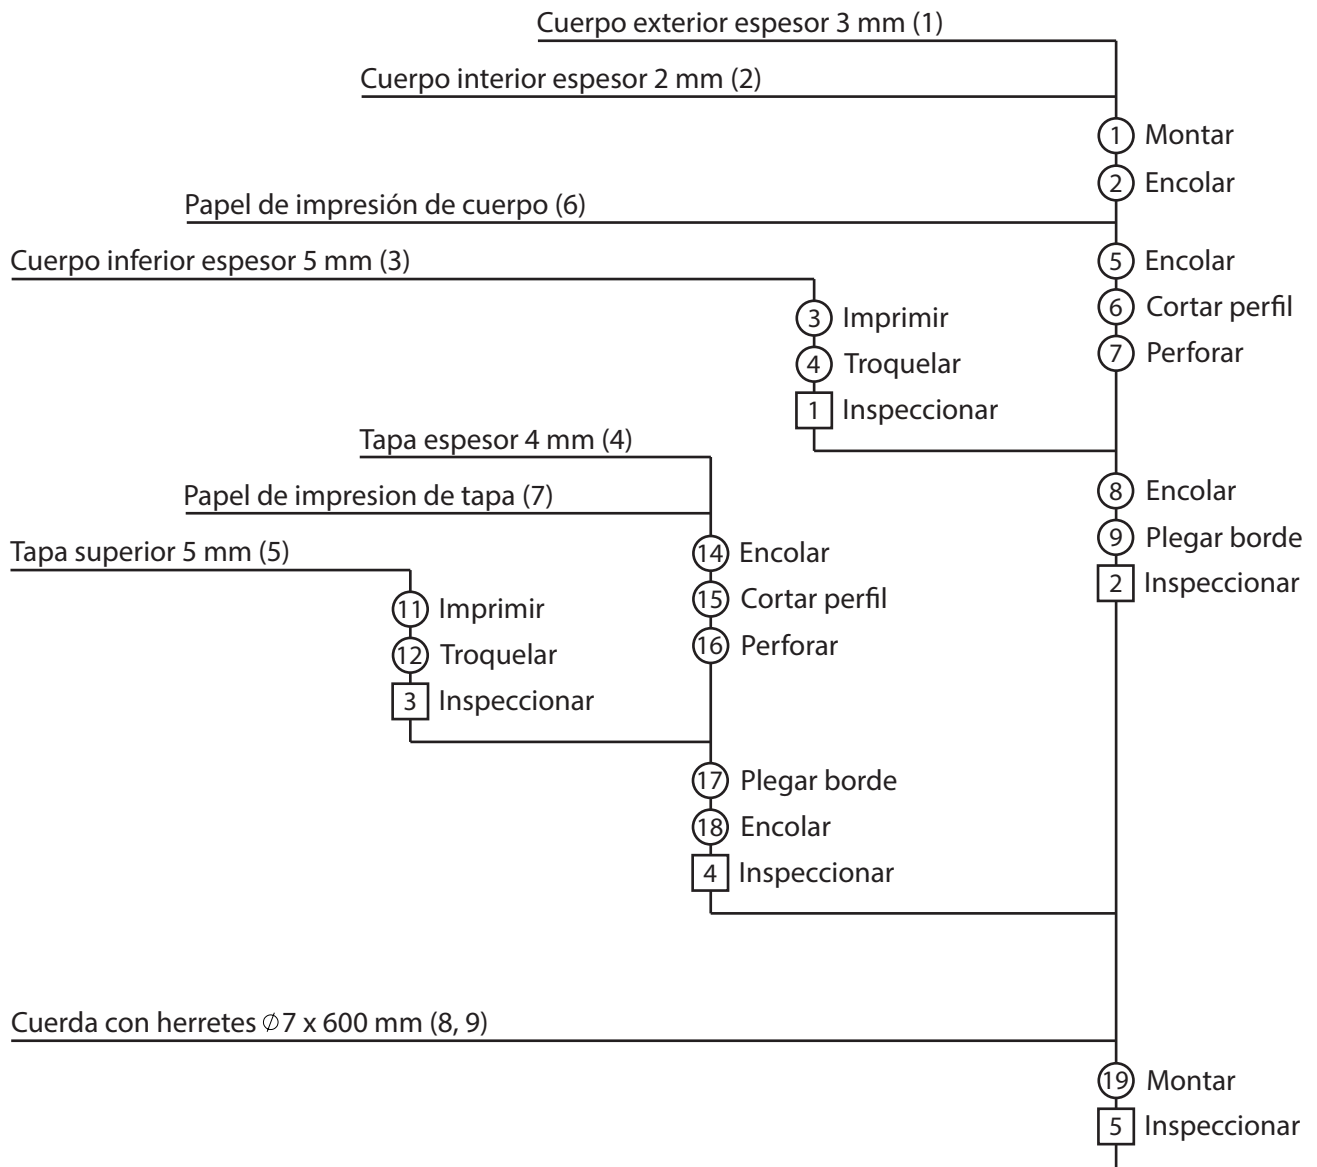 Cuerpo exterior espesor 3 mm (1)
Cuerpo interior espesor 2 mm (2)
1 Montar
2 Encolar
Papel de impresión de cuerpo (6)
Cuerpo inferior espesor 5 mm (3)
5 Encolar
6 Cortar perfil
3 Imprimir
7 Perforar
4 Troquelar
1 Inspeccionar
Tapa espesor 4 mm (4)
8 Encolar
Papel de impresion de tapa (7)
9 Plegar borde
Tapa superior 5 mm (5)
14 Encolar
2 Inspeccionar
15 Cortar perfil
11 Imprimir
16 Perforar
12 Troquelar
3 Inspeccionar
17 Plegar borde
18 Encolar
4 Inspeccionar
Cuerda con herretes ∅7 x 600 mm (8, 9)
19 Montar
5 Inspeccionar